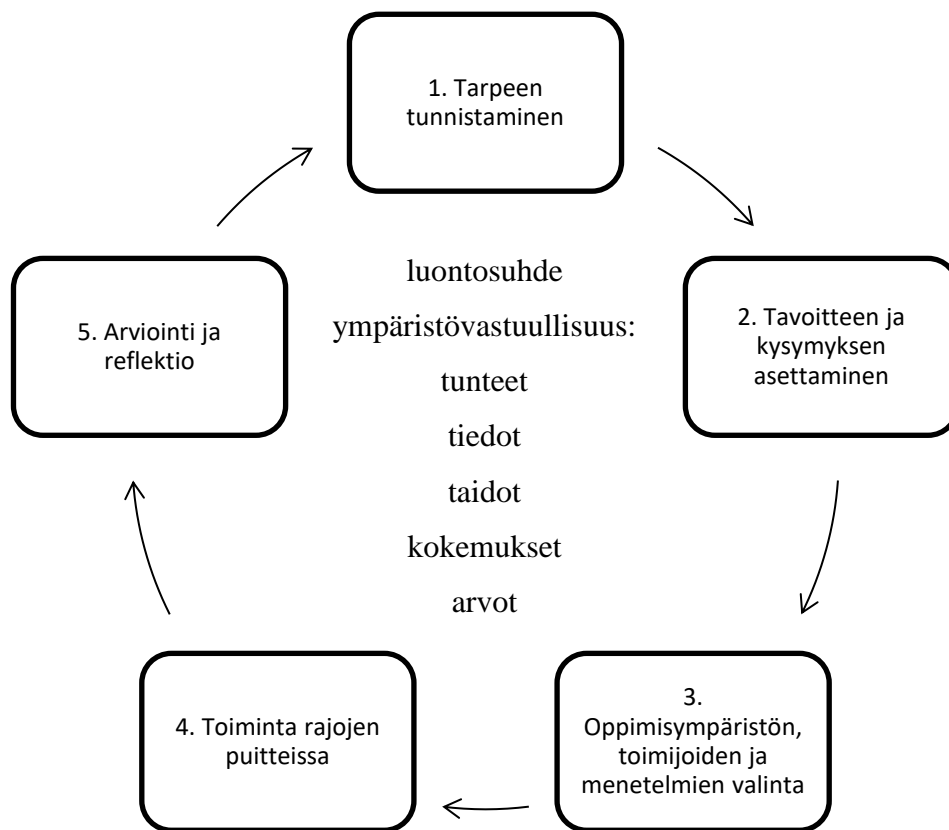 1. Tarpeen
tunnistaminen
2. Tavoitteen ja
kysymyksen
asettaminen
3.
Oppimisympäristön,
toimijoiden ja
menetelmien valinta
4. Toiminta rajojen
puitteissa
5. Arviointi ja
reflektio
luontosuhde
ympäristövastuullisuus:
tunteet
tiedot
taidot
kokemukset
arvot